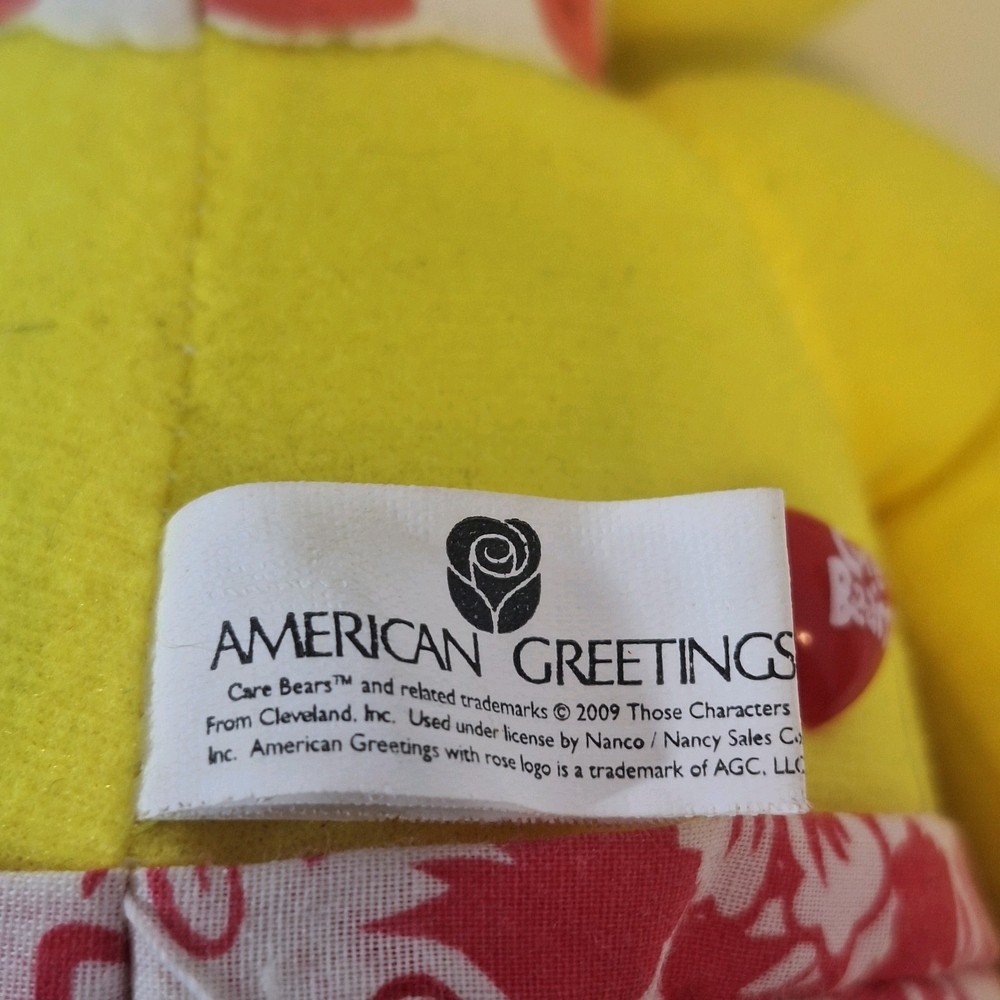 AMERICAN GREETINGS
Care Bears™ and related trademarks © 2009 Those Characters
From Cleveland, Inc. Used under license by Nanco / Nancy Sales Co.
Inc. American Greetings with rose logo is a trademark of AGC, LLC